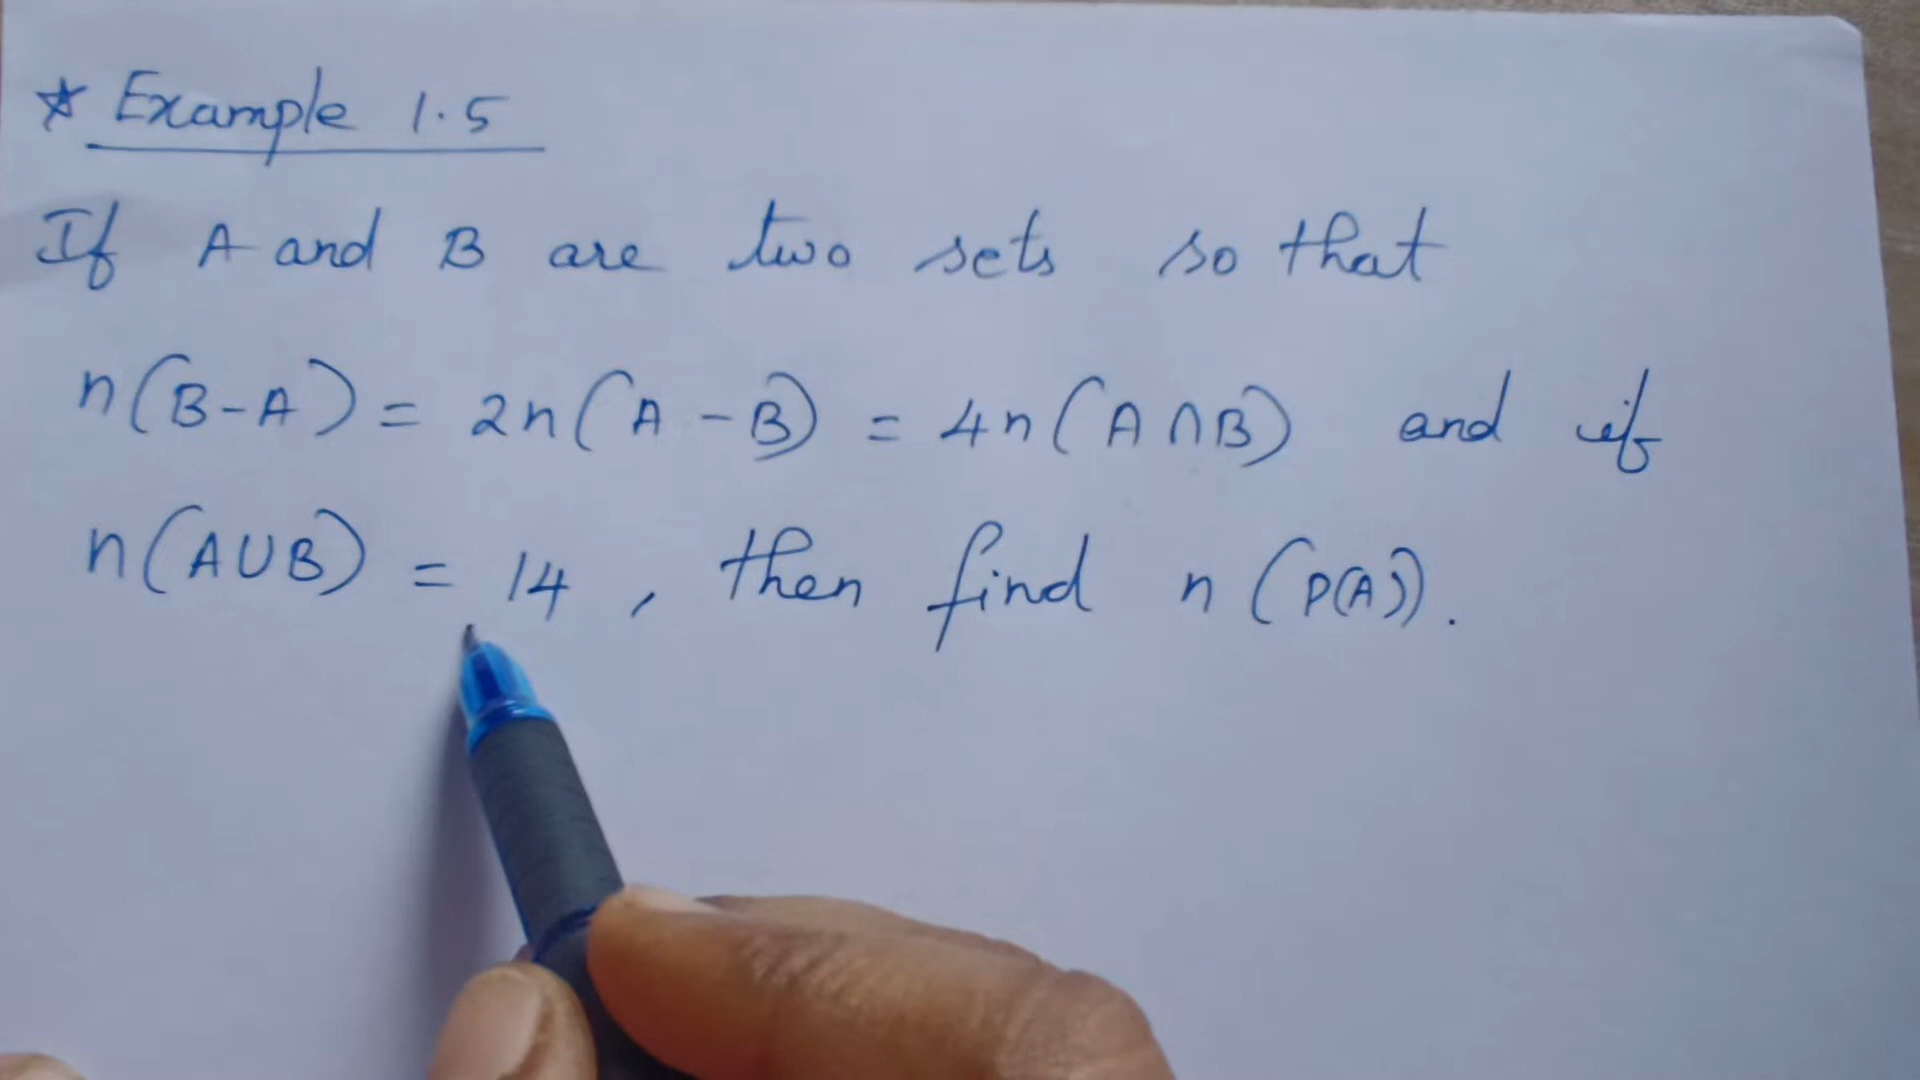 * Example 1.5
If A and B are two sets so that
n(B-A) = 2n(A-B) = 4n(A∩B) and if
n(A∪B) = 14, then find n(P(A)).